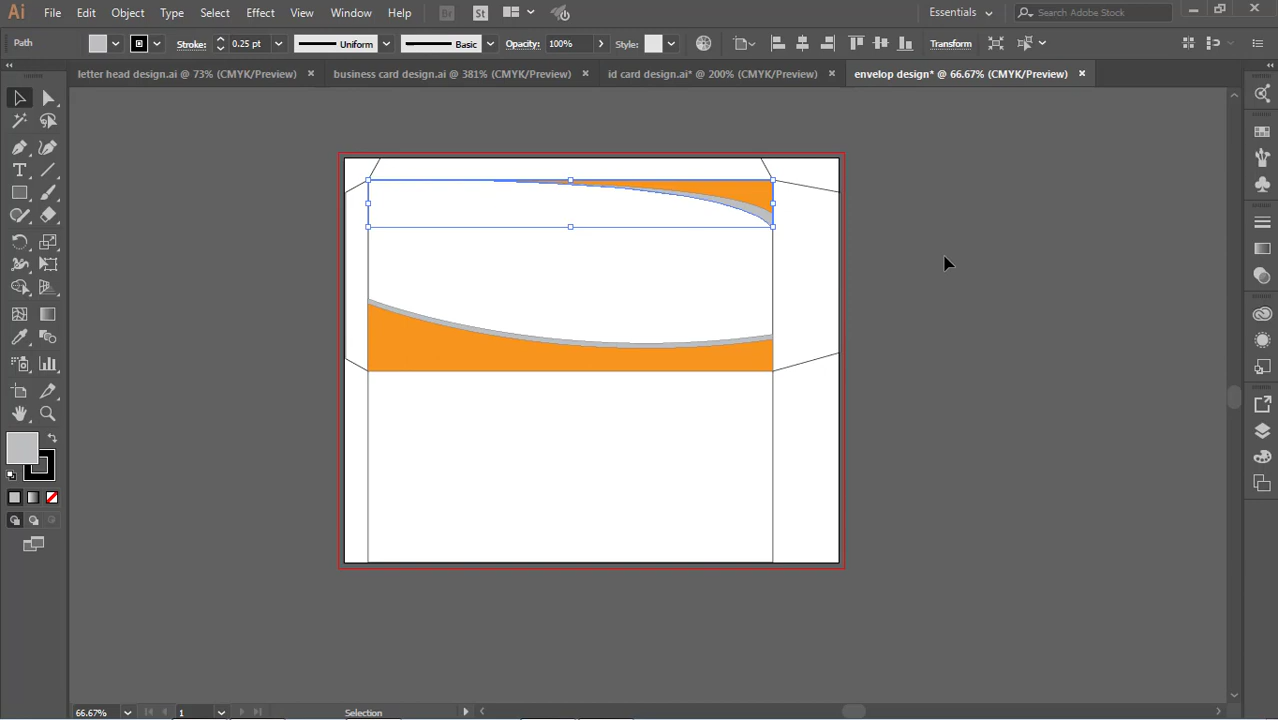 Ai File Edit Object Type Select Effect View Window Help Br St Essentials Search Adobe Stock
Path Stroke: 0.25 pt Uniform Basic Opacity: 100% Style: Transform
letter head design.ai @ 73% (CMYK/Preview) × business card design.ai @ 381% (CMYK/Preview) × id card design.ai* @ 200% (CMYK/Preview) × envelop design* @ 66.67% (CMYK/Preview) ×
66.67% 1 Selection